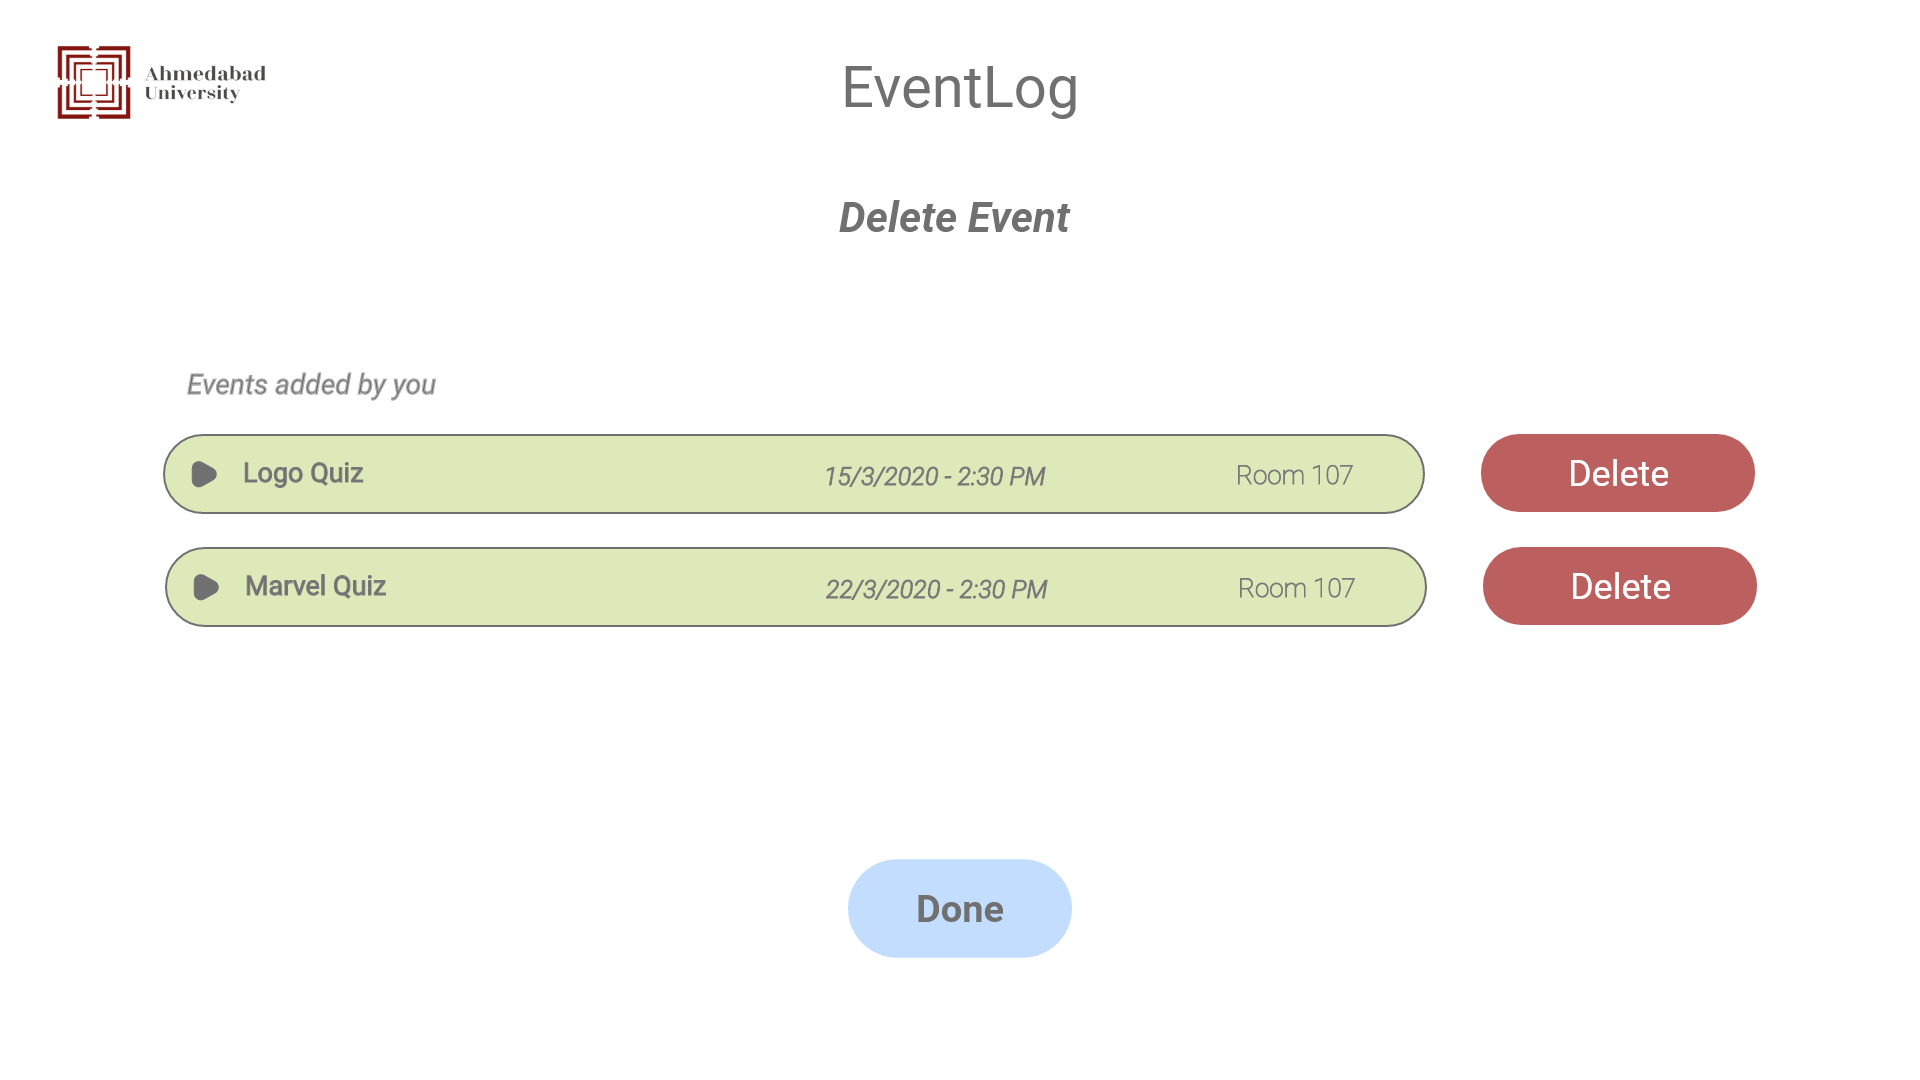 Ahmedabad
University
EventLog
Delete Event
Events added by you
Logo Quiz 15/3/2020 - 2:30 PM Room 107 Delete
Marvel Quiz 22/3/2020 - 2:30 PM Room 107 Delete
Done